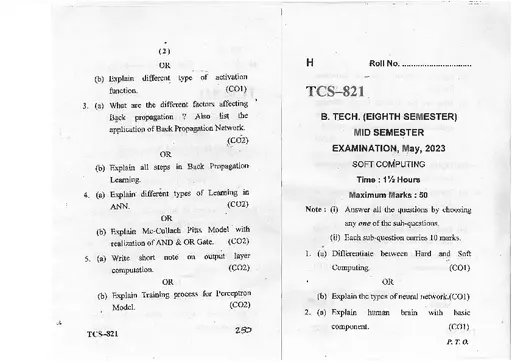 (2)
OR
(b) Explain different type of activation
function. (CO1)
3. (a) What are the different factors affecting
Back propagation ? Also list the
application of Back Propagation Network.
(CO2)
OR
(b) Explain all steps in Back Propagation
Learning.
4. (a) Explain different types of Learning in
ANN. (CO2)
OR
(b) Explain Mc-Cullach Pitts Model with
realization of AND & OR Gate. (CO2)
5. (a) Write short note on output layer
computation. (CO2)
OR
(b) Explain Training process for Perceptron
Model. (CO2)
TCS–821 250
H Roll No. ..............................
TCS–821
B. TECH. (EIGHTH SEMESTER)
MID SEMESTER
EXAMINATION, May, 2023
SOFT COMPUTING
Time : 1½ Hours
Maximum Marks : 50
Note : (i) Answer all the questions by choosing
any one of the sub-questions.
(ii) Each sub-question carries 10 marks.
1. (a) Differentiate between Hard and Soft
Computing. (CO1)
OR
(b) Explain the types of neural network.(CO1)
2. (a) Explain human brain with basic
component. (CO1)
P. T. O.